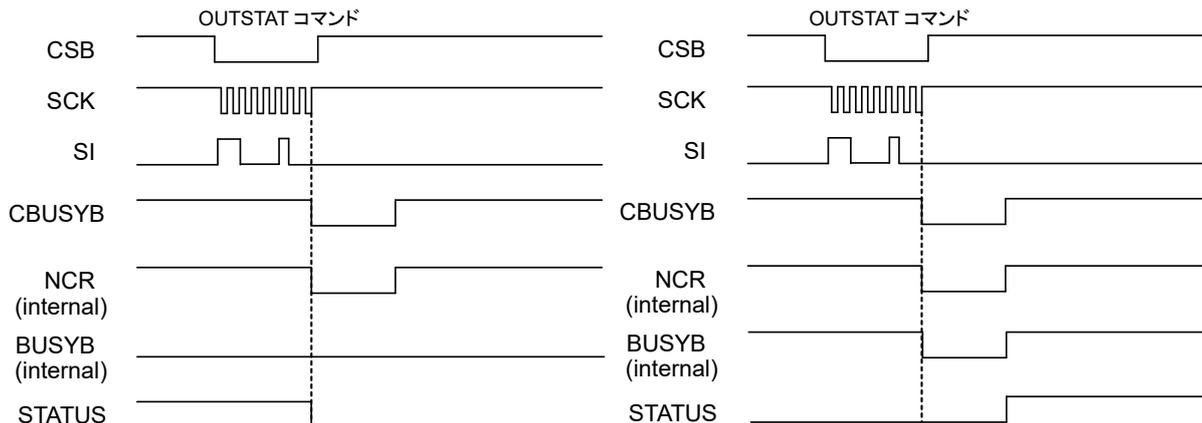 OUTSTAT コマンド
CSB
SCK
SI
CBUSYB
NCR
(internal)
BUSYB
(internal)
STATUS
OUTSTAT コマンド
CSB
SCK
SI
CBUSYB
NCR
(internal)
BUSYB
(internal)
STATUS